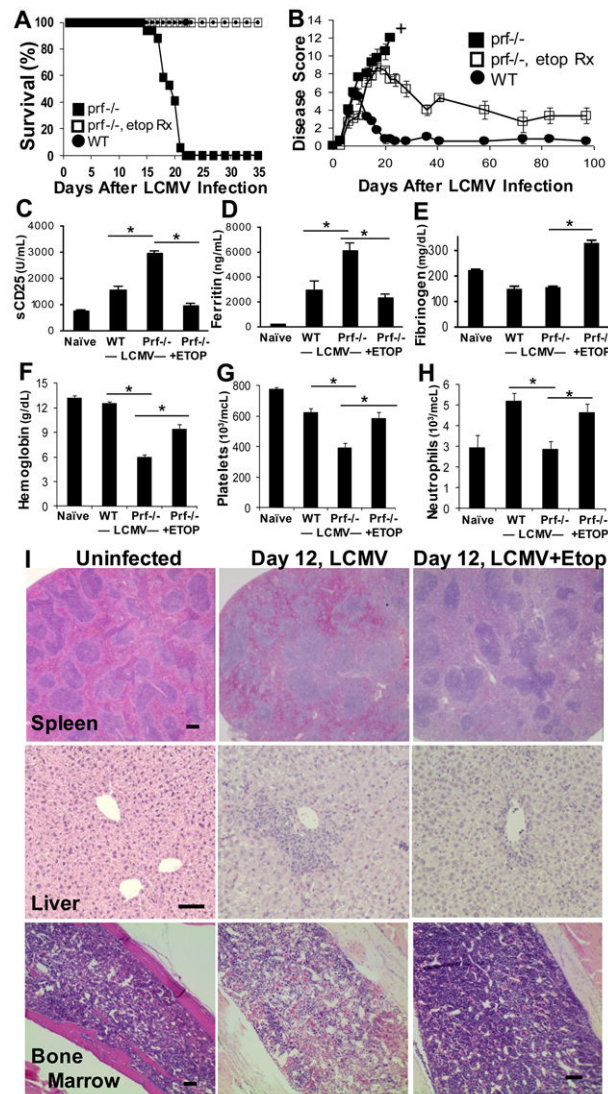 A
Survival (%)
100
80
60
40
20
0
0 5 10 15 20 25 30 35
Days After LCMV Infection
prf-/-
prf-/-, etop Rx
WT
B
Disease Score
14
12
10
8
6
4
2
0
0 20 40 60 80 100
Days After LCMV Infection
+
prf-/-
prf-/-, etop Rx
WT
C
sCD25 (U/mL)
4000
3000
2000
1000
0
* *
Naïve WT Prf-/- Prf-/-
— LCMV— +ETOP
D
Ferritin (ng/mL)
8000
6000
4000
2000
0
* *
Naïve WT Prf-/- Prf-/-
— LCMV— +ETOP
E
Fibrinogen (mg/dL)
400
300
200
100
0
*
Naïve WT Prf-/- Prf-/-
— LCMV— +ETOP
F
Hemoglobin (g/dL)
15
12
9
6
3
0
*
*
Naïve WT Prf-/- Prf-/-
— LCMV— +ETOP
G
Platelets (10³/mcL)
800
600
400
200
0
*
*
Naïve WT Prf-/- Prf-/-
— LCMV— +ETOP
H
Neutrophils (10³/mcL)
6
5
4
3
2
1
0
*
*
Naïve WT Prf-/- Prf-/-
— LCMV— +ETOP
I
Uninfected
Day 12, LCMV
Day 12, LCMV+Etop
Spleen
Liver
Bone
Marrow